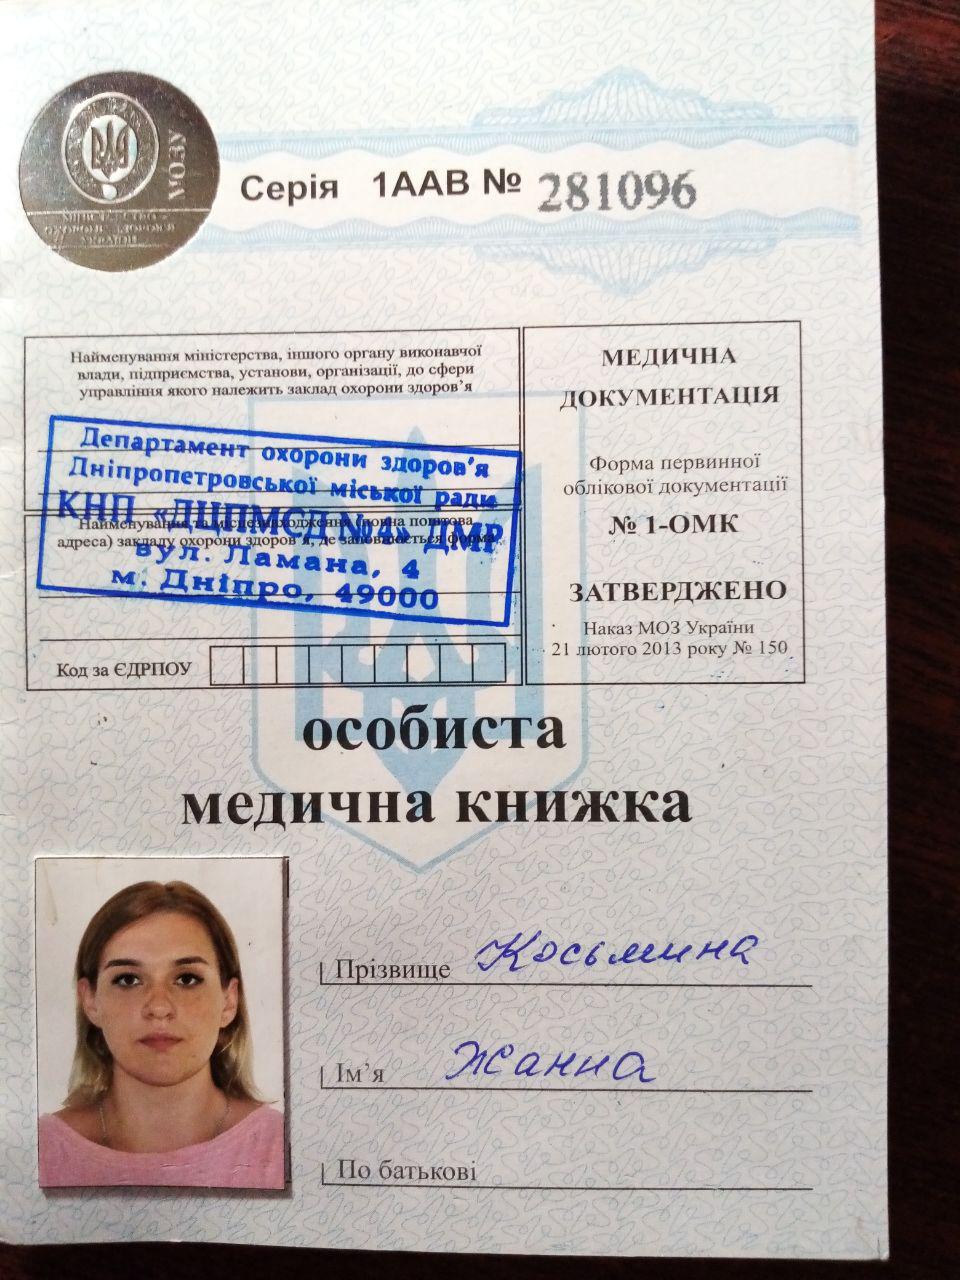 МІНІСТЕРСТВО
ОХОРОНИ ЗДОРОВ'Я
УКРАЇНИ
Серія 1ААВ № 281096
Найменування міністерства, іншого органу виконавчої
влади, підприємства, установи, організації, до сфери
управління якого належить заклад охорони здоров'я
Департамент охорони здоров'я
Дніпропетровської міської ради
КНП «ДЦПМСД №4» ДМР
вул. Ламана, 4
м. Дніпро, 49000
Найменування та місцезнаходження (повна поштова
адреса) закладу охорони здоров'я, де заповнюється форма
Код за ЄДРПОУ
МЕДИЧНА
ДОКУМЕНТАЦІЯ
Форма первинної
облікової документації
№ 1-ОМК
ЗАТВЕРДЖЕНО
Наказ МОЗ України
21 лютого 2013 року № 150
особиста
медична книжка
Прізвище Косьмина
Ім'я Жанна
По батькові